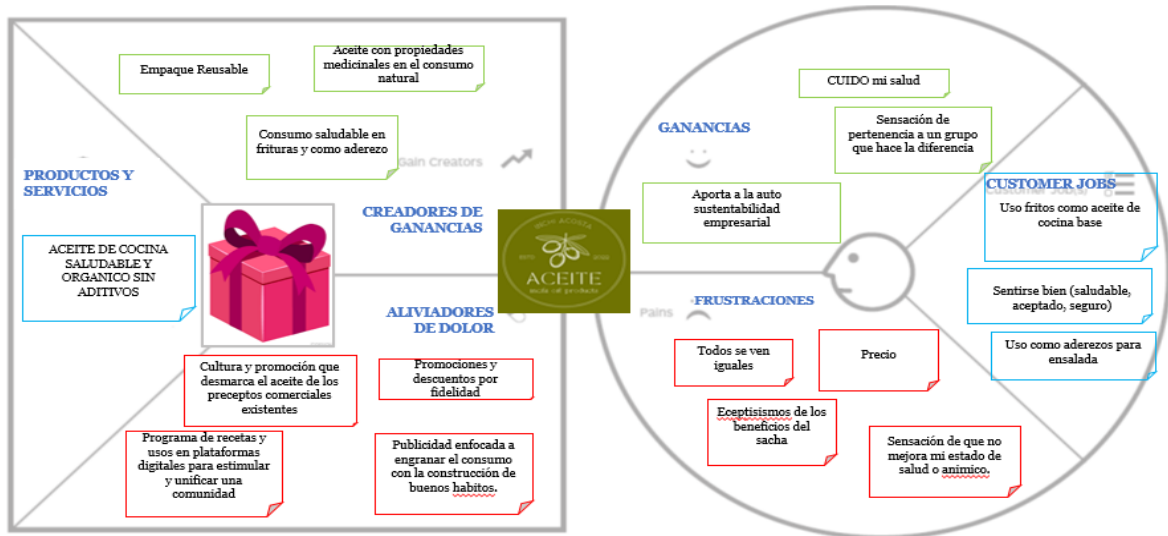 Empaque Reusable
Aceite con propiedades
medicinales en el consumo
natural
Consumo saludable en
frituras y como aderezo
Gain Creators
PRODUCTOS Y
SERVICIOS
CREADORES DE
GANANCIAS
ACEITE DE COCINA
SALUDABLE Y
ORGANICO SIN
ADITIVOS
ALIVIADORES
DE DOLOR
Cultura y promoción que
desmarca el aceite de los
preceptos comerciales
existentes
Promociones y
descuentos por
fidelidad
Programa de recetas y
usos en plataformas
digitales para estimular
y unificar una
comunidad
Publicidad enfocada a
engranar el consumo
con la construcción de
buenos habitos.
ACOSTA
ACEITE
GANANCIAS
CUIDO mi salud
Sensación de
pertenencia a un grupo
que hace la diferencia
Aporta a la auto
sustentabilidad
empresarial
CUSTOMER JOBS
Uso fritos como aceite de
cocina base
Sentirse bien (saludable,
aceptado, seguro)
Uso como aderezos para
ensalada
Pains
FRUSTRACIONES
Todos se ven
iguales
Precio
Eceptisismos de los
beneficios del
sacha
Sensación de que no
mejora mi estado de
salud o anímico.